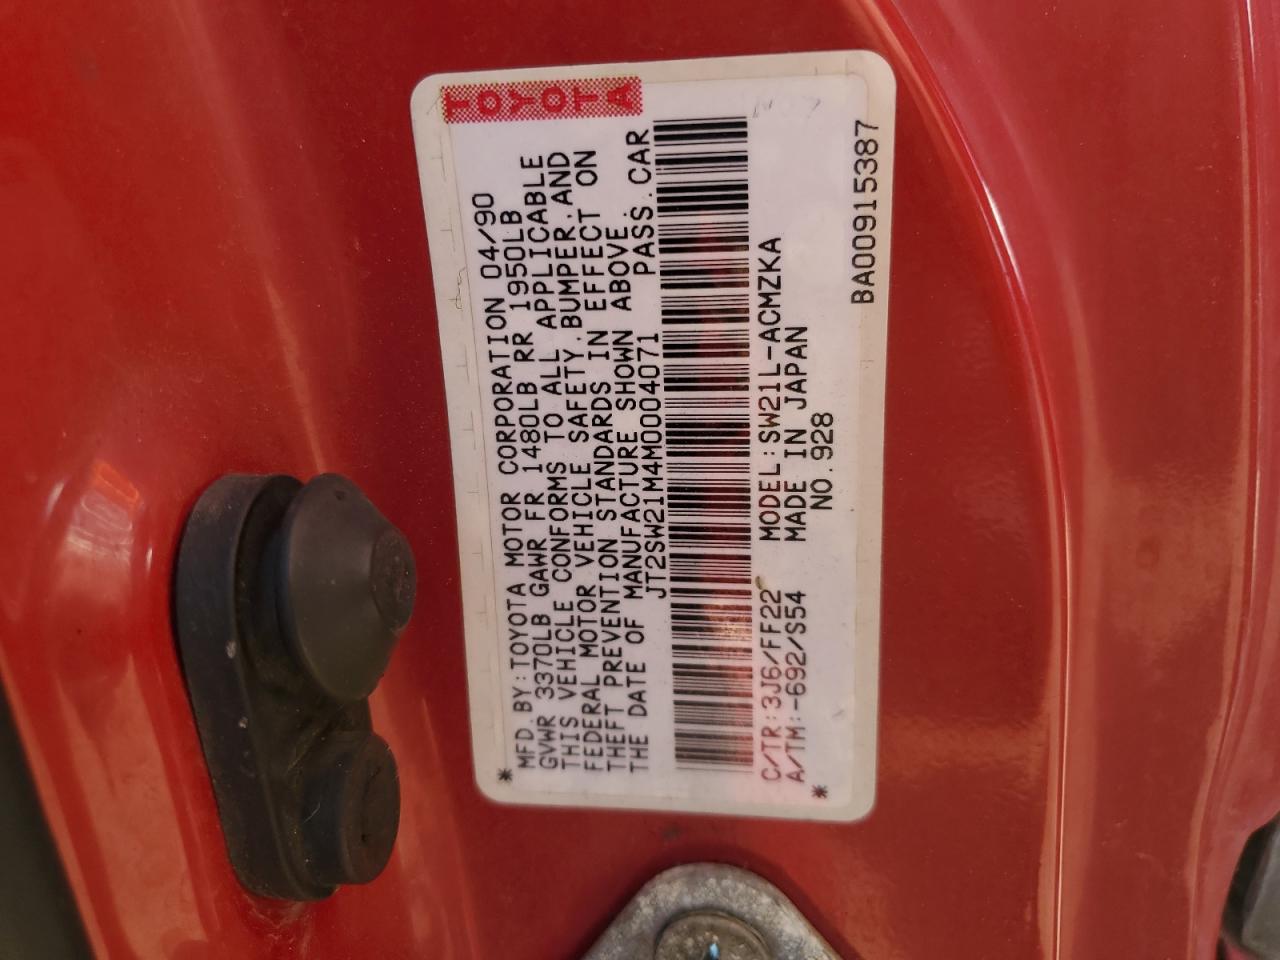 TOYOTA
MFD.BY:TOYOTA MOTOR CORPORATION 04/90
GVWR 3370LB GAWR FR 1480LB RR 1950LB
THIS VEHICLE CONFORMS TO ALL APPLICABLE
FEDERAL MOTOR VEHICLE SAFETY,BUMPER,AND
THEFT PREVENTION STANDARDS IN EFFECT ON
THE DATE OF MANUFACTURE SHOWN ABOVE.
JT2SW21M4M0004071 PASS.CAR
C/TR:3J6/FF22 MODEL:SW21L-ACMZKA
A/TM:-692/S54 MADE IN JAPAN
NO.928
BA00915387